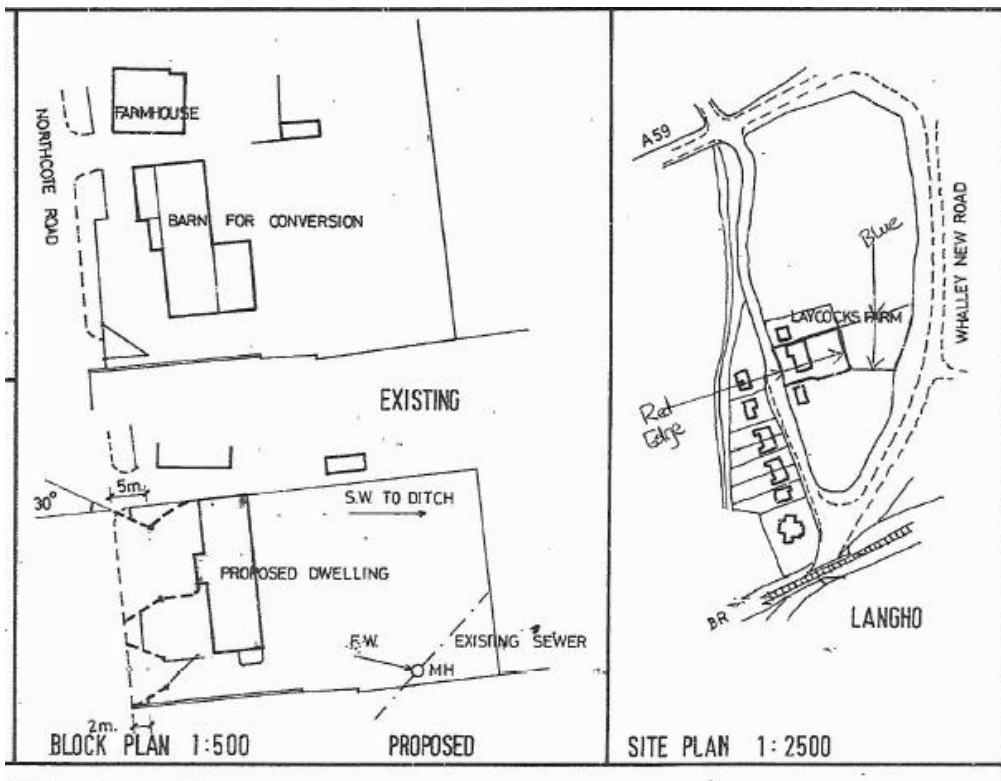 FARMHOUSE
NORTHCOTE ROAD
BARN FOR CONVERSION
EXISTING
5m.
30°
S.W. TO DITCH
PROPOSED DWELLING
F.W.
EXISTING SEWER
MH
2m.
BLOCK PLAN 1:500 PROPOSED
A59
Blue
WHALLEY NEW ROAD
LAYCOCKS FARM
Red
Edge
BR
LANGHO
SITE PLAN 1:2500